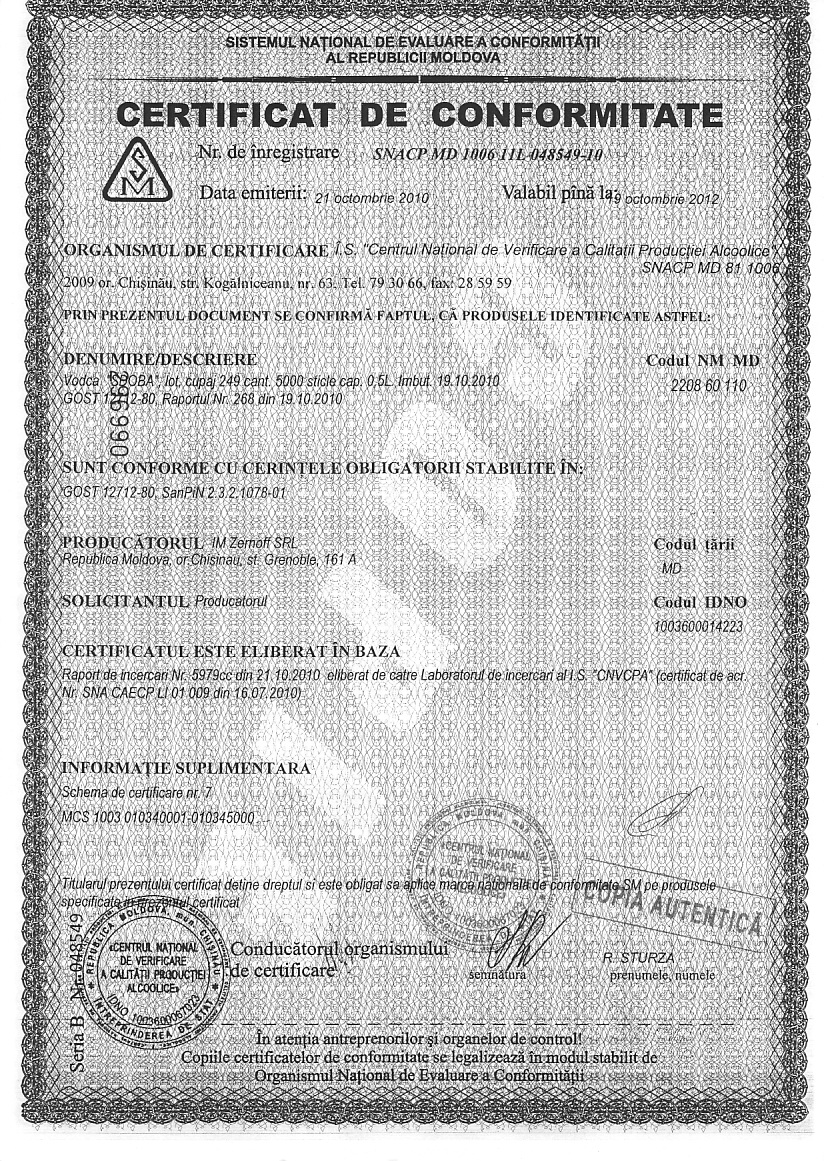 SISTEMUL NAȚIONAL DE EVALUARE A CONFORMITĂȚII
AL REPUBLICII MOLDOVA
CERTIFICAT DE CONFORMITATE
Nr. de înregistrare SNACP MD 1006 11L 048549-10
SM
Data emiterii: 21 octombrie 2010 Valabil pînă la: 19 octombrie 2012
ORGANISMUL DE CERTIFICARE Î.S. "Centrul Național de Verificare a Calității Producției Alcoolice"
SNACP MD 81 1006
2009 or. Chișinău, str. Kogălniceanu, nr. 63. Tel. 79 30 66, fax: 28 59 59
PRIN PREZENTUL DOCUMENT SE CONFIRMĂ FAPTUL, CĂ PRODUSELE IDENTIFICATE ASTFEL:
DENUMIRE/DESCRIERE Codul NM MD
Vodca lot, cupaj 249 cant. 5000 sticle cap. 0,5L. Imbut. 19.10.2010
2208 60 110
GOST 12712-80, Raportul Nr. 268 din 19.10.2010
SUNT CONFORME CU CERINȚELE OBLIGATORII STABILITE ÎN:
GOST 12712-80, SanPiN 2.3.2.1078-01
PRODUCĂTORUL IM Zernoff SRL Codul țării
Republica Moldova, or.Chisinau, st. Grenoble, 161 A
MD
SOLICITANTUL Producatorul Codul IDNO
1003600014223
CERTIFICATUL ESTE ELIBERAT ÎN BAZA
Raport de incercari Nr. 5979cc din 21.10.2010 eliberat de catre Laboratorul de incercari al I.S. "CNVCPA" (certificat de acr.
Nr. SNA CAECP LI 01 009 din 16.07.2010)
INFORMAȚIE SUPLIMENTARA
Schema de certificare nr. 7
MCS 1003 010340001-010345000
Titularul prezentului certificat detine dreptul si este obligat sa aplice marca nationala de conformitate SM pe produsele
specificate in prezentul certificat
COPIA AUTENTICĂ
REPUBLICA MOLDOVA mun. CHIȘINĂU
«CENTRUL NAȚIONAL
DE VERIFICARE
A CALITĂȚII PRODUCȚIEI
ALCOOLICE»
IDNO 1003600067023
ÎNTREPRINDEREA DE STAT
Conducătorul organismului
de certificare
semnătura
R. STURZA
prenumele, numele
Seria B Nr. 048549
În atenția antreprenorilor și organelor de control!
Copiile certificatelor de conformitate se legalizează în modul stabilit de
Organismul Național de Evaluare a Conformității